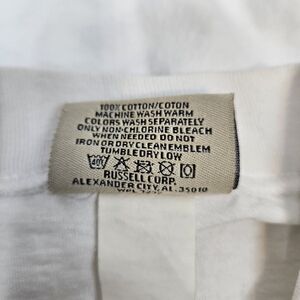 100% COTTON/COTON
MACHINE WASH WARM
COLORS WASH SEPARATELY
ONLY NON-CHLORINE BLEACH
WHEN NEEDED DO NOT
IRON OR DRY CLEAN EMBLEM
TUMBLE DRY LOW
RUSSELL CORP.
ALEXANDER CITY, AL. 35010